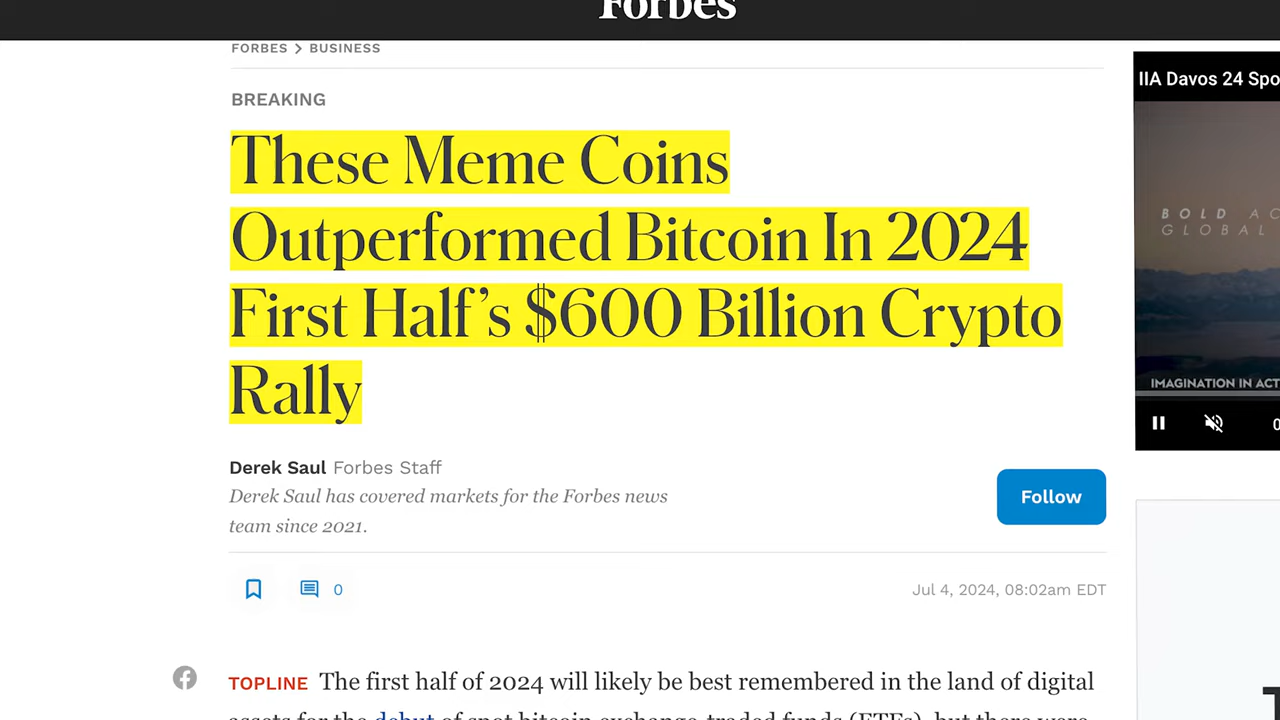 Forbes
FORBES > BUSINESS
IIA Davos 24 Spo
BREAKING
These Meme Coins
Outperformed Bitcoin In 2024
First Half’s $600 Billion Crypto
Rally
BOLD AC
GLOBAL
IMAGINATION IN ACT
Derek Saul Forbes Staff
Derek Saul has covered markets for the Forbes news
team since 2021.
Follow
0
Jul 4, 2024, 08:02am EDT
TOPLINE The first half of 2024 will likely be best remembered in the land of digital
assets for the debut of spot bitcoin exchange-traded funds (ETFs), but there were